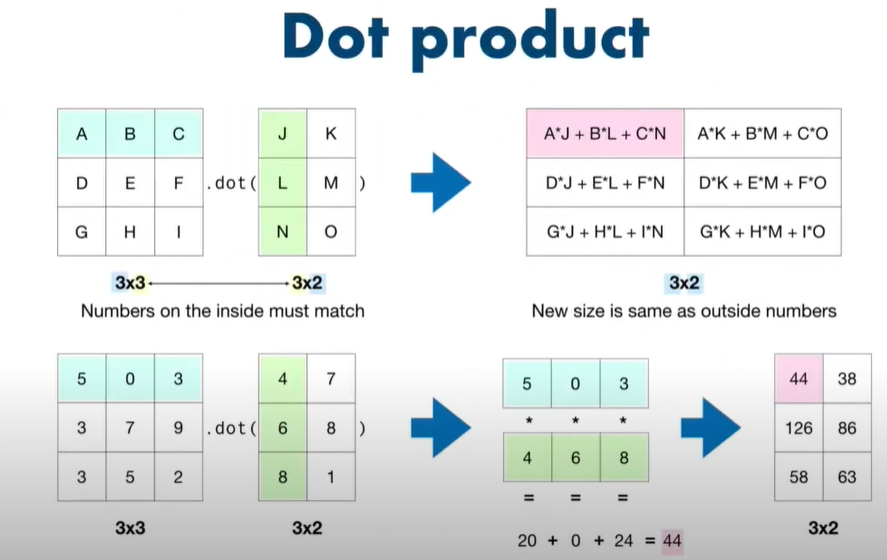 Dot product
A B C
D E F
G H I
.dot(
J K
L M
N O
)
A*J + B*L + C*N A*K + B*M + C*O
D*J + E*L + F*N D*K + E*M + F*O
G*J + H*L + I*N G*K + H*M + I*O
3x3 3x2
Numbers on the inside must match
3x2
New size is same as outside numbers
5 0 3
3 7 9
3 5 2
.dot(
4 7
6 8
8 1
)
5 0 3
* * *
4 6 8
= = =
20 + 0 + 24 = 44
44 38
126 86
58 63
3x3
3x2
3x2